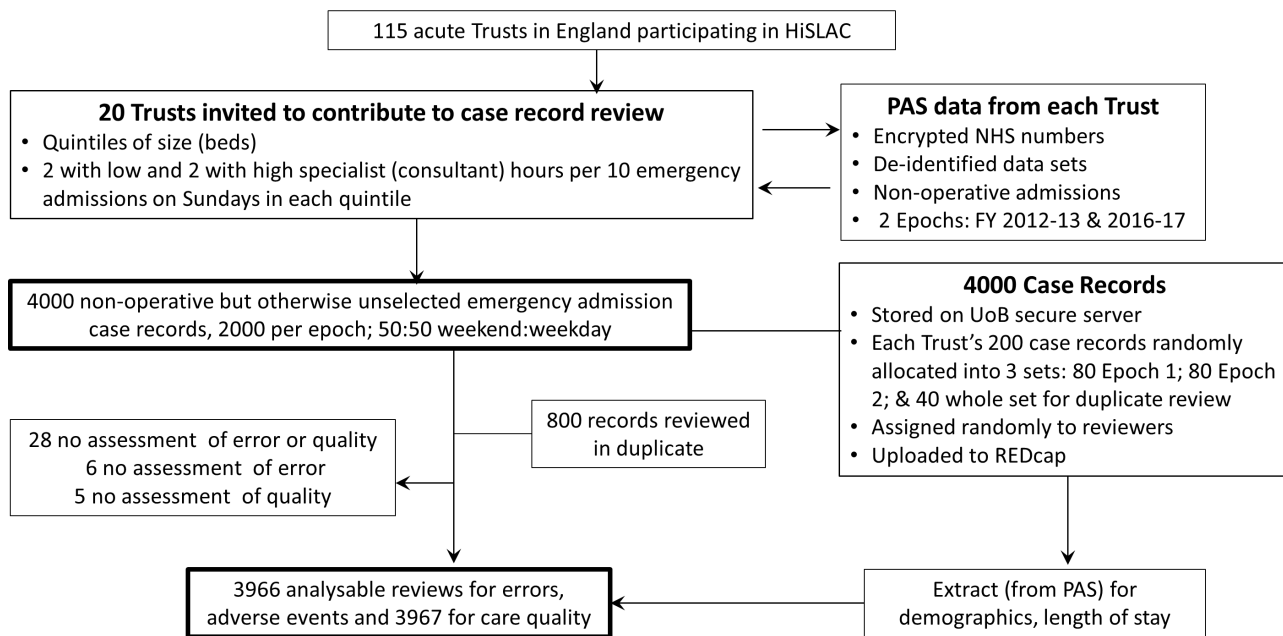 115 acute Trusts in England participating in HiSLAC
20 Trusts invited to contribute to case record review
• Quintiles of size (beds)
• 2 with low and 2 with high specialist (consultant) hours per 10 emergency
admissions on Sundays in each quintile
PAS data from each Trust
• Encrypted NHS numbers
• De-identified data sets
• Non-operative admissions
• 2 Epochs: FY 2012-13 & 2016-17
4000 non-operative but otherwise unselected emergency admission
case records, 2000 per epoch; 50:50 weekend:weekday
4000 Case Records
• Stored on UoB secure server
• Each Trust's 200 case records randomly
allocated into 3 sets: 80 Epoch 1; 80 Epoch
2; & 40 whole set for duplicate review
• Assigned randomly to reviewers
• Uploaded to REDcap
800 records reviewed
in duplicate
28 no assessment of error or quality
6 no assessment of error
5 no assessment of quality
3966 analysable reviews for errors,
adverse events and 3967 for care quality
Extract (from PAS) for
demographics, length of stay